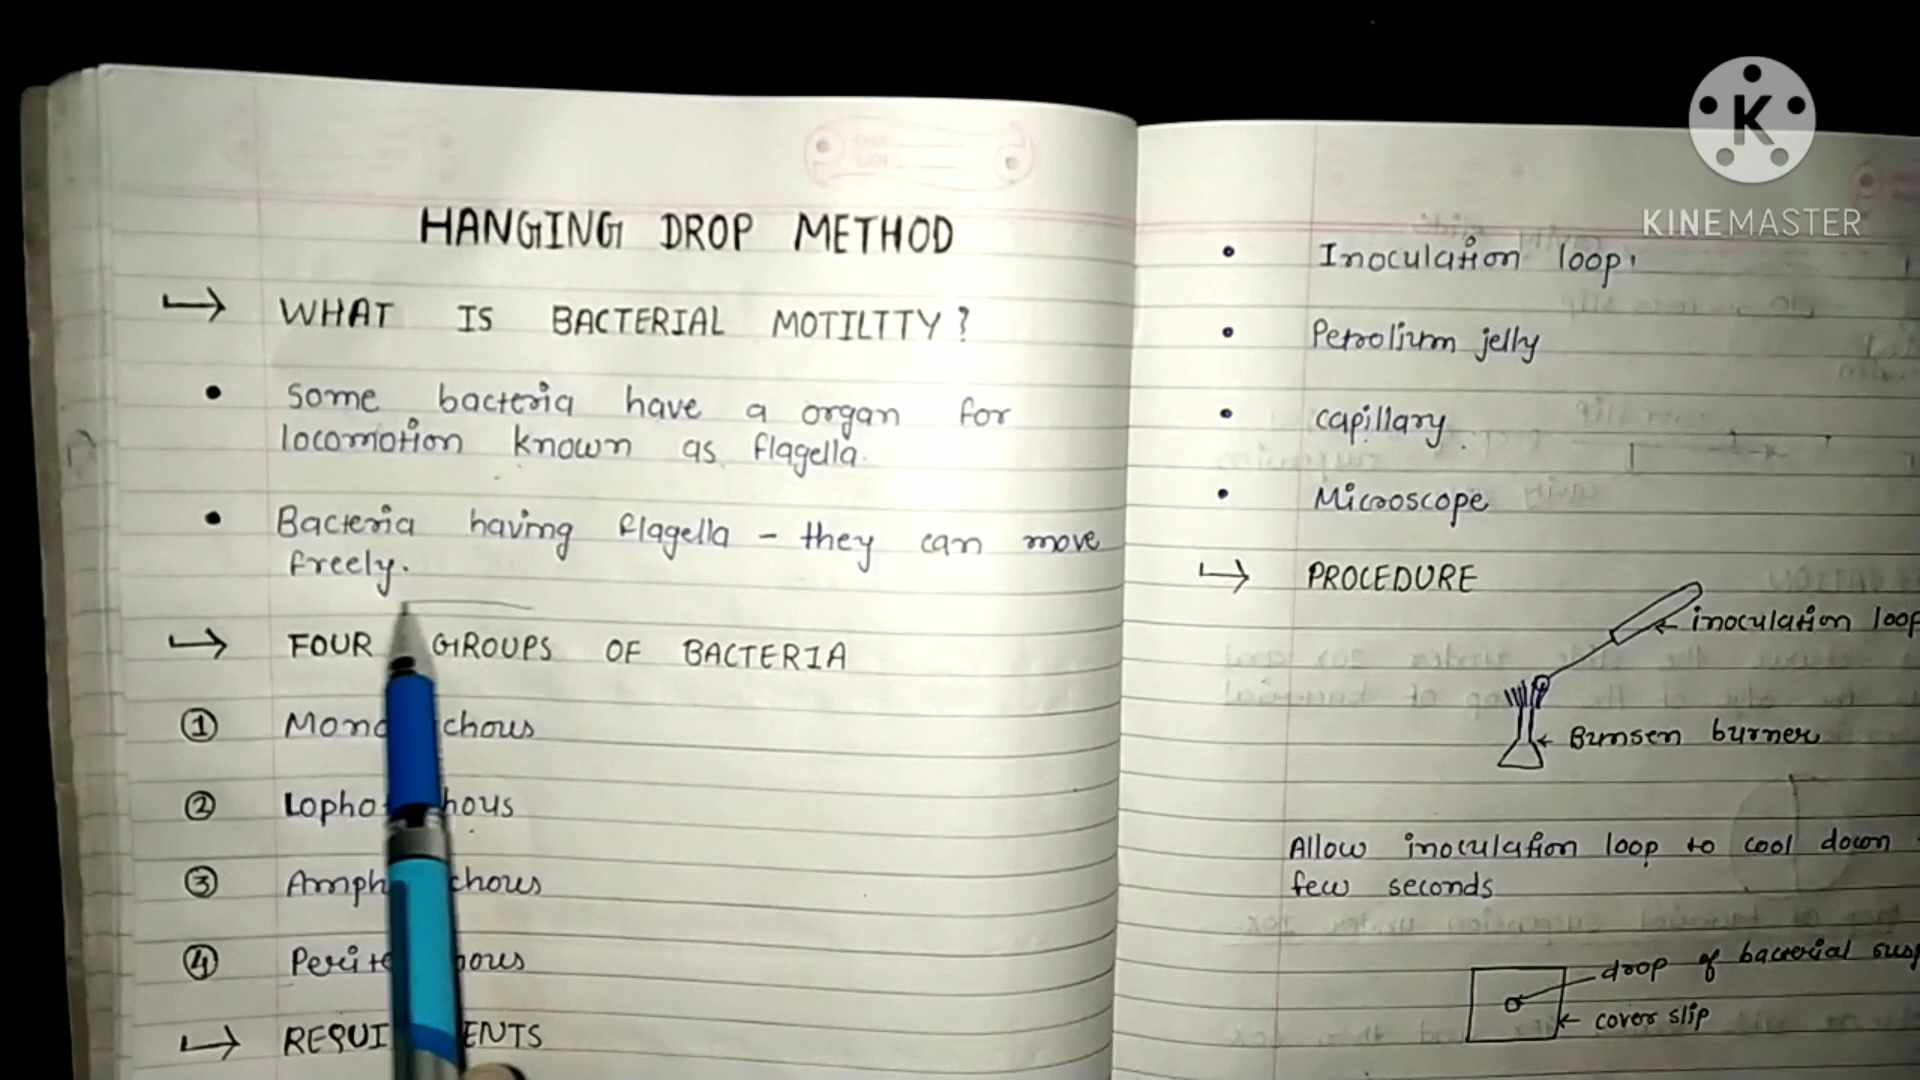 HANGING DROP METHOD
WHAT IS BACTERIAL MOTILTTY?
some bacteria have a organ for
locomotion known as flagella.
Bacteria having flagella - they can move
freely.
FOUR GROUPS OF BACTERIA
①
②
③
④
K
KINEMASTER
Inoculation loop.
Petrolium jelly
capillary
Microscope
PROCEDURE
inoculation loop
Bunsen burner
Allow inoculation loop to cool down
few seconds
drop of bacterial
cover slip